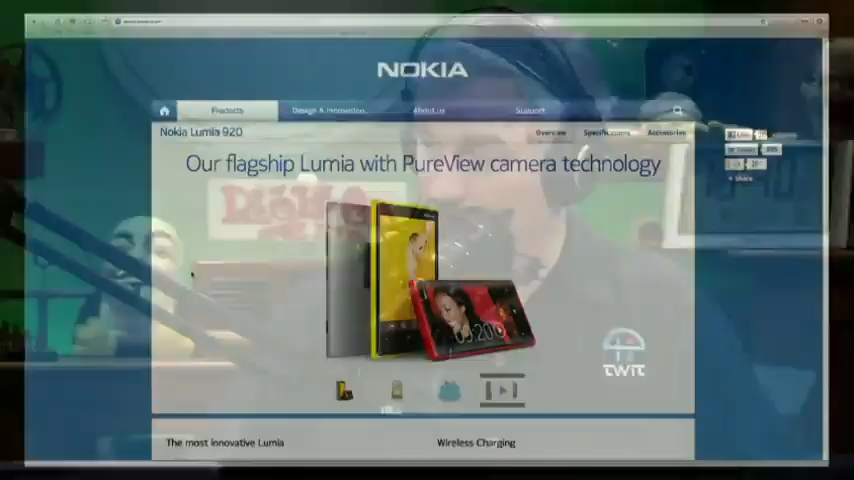 NOKIA
Products
Design & Innovation
About us
Support
Nokia Lumia 920
Overview
Specifications
Accessories
Our flagship Lumia with PureView camera technology
Share
TWiT
The most innovative Lumia
Wireless Charging